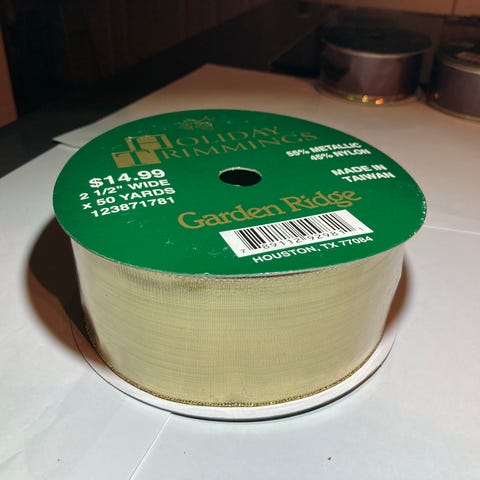 HOLIDAY
TRIMMINGS
$14.99
2 1/2" WIDE
x 50 YARDS
123871781
55% METALLIC
45% NYLON
MADE IN
TAIWAN
Garden Ridge
HOUSTON, TX 77084